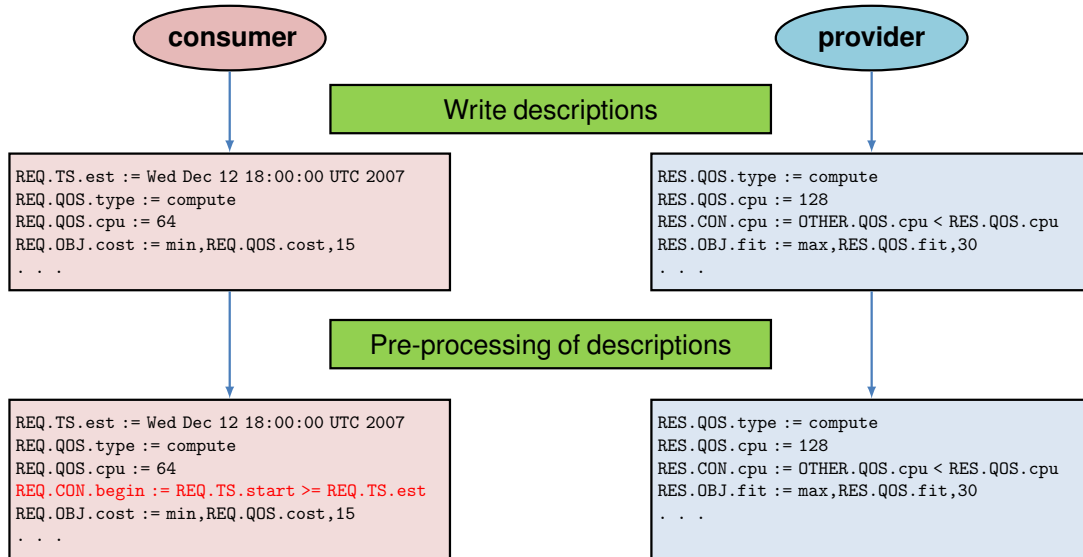 consumer
provider
Write descriptions
REQ.TS.est := Wed Dec 12 18:00:00 UTC 2007
REQ.QOS.type := compute
REQ.QOS.cpu := 64
REQ.OBJ.cost := min,REQ.QOS.cost,15
. . .
RES.QOS.type := compute
RES.QOS.cpu := 128
RES.CON.cpu := OTHER.QOS.cpu < RES.QOS.cpu
RES.OBJ.fit := max,RES.QOS.fit,30
. . .
Pre-processing of descriptions
REQ.TS.est := Wed Dec 12 18:00:00 UTC 2007
REQ.QOS.type := compute
REQ.QOS.cpu := 64
REQ.CON.begin := REQ.TS.start >= REQ.TS.est
REQ.OBJ.cost := min,REQ.QOS.cost,15
. . .
RES.QOS.type := compute
RES.QOS.cpu := 128
RES.CON.cpu := OTHER.QOS.cpu < RES.QOS.cpu
RES.OBJ.fit := max,RES.QOS.fit,30
. . .